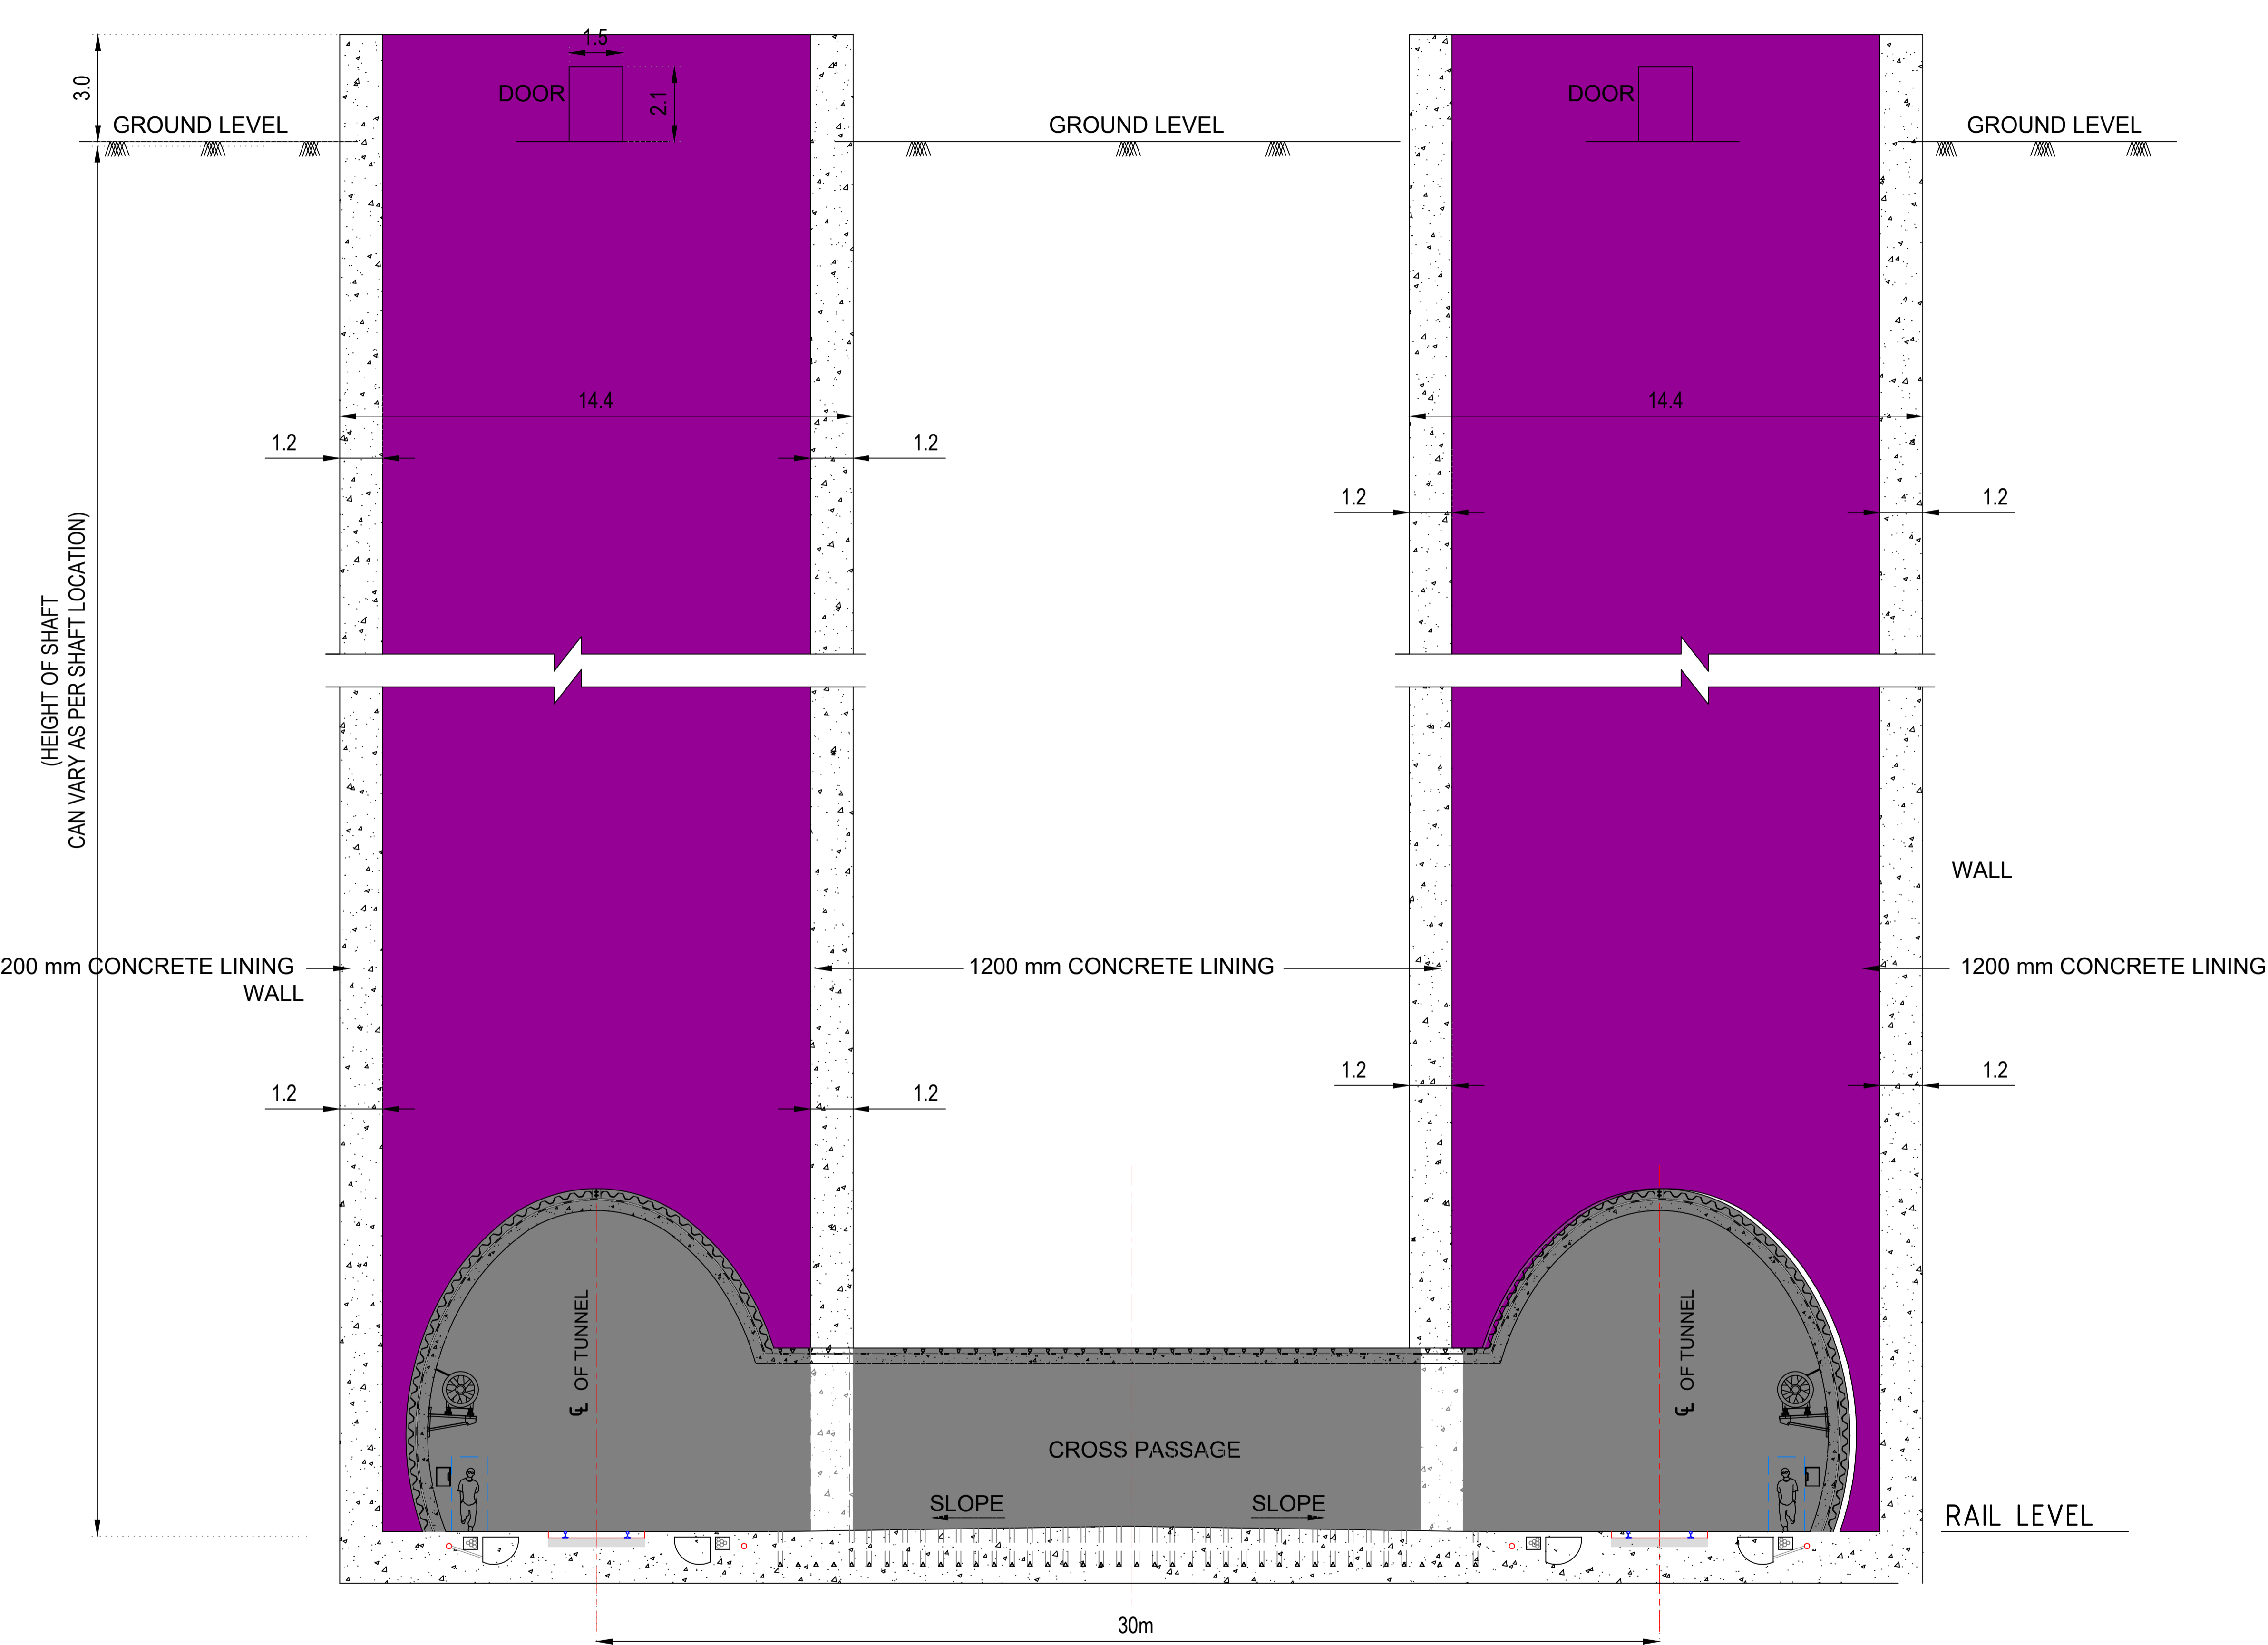 1.5
3.0
DOOR
2.1
DOOR
GROUND LEVEL
GROUND LEVEL
GROUND LEVEL
14.4
14.4
1.2
1.2
1.2
1.2
(HEIGHT OF SHAFT
CAN VARY AS PER SHAFT LOCATION)
WALL
200 mm CONCRETE LINING
WALL
1200 mm CONCRETE LINING
1200 mm CONCRETE LINING
1.2
1.2
1.2
1.2
℄ OF TUNNEL
℄ OF TUNNEL
CROSS PASSAGE
SLOPE
SLOPE
RAIL LEVEL
30m